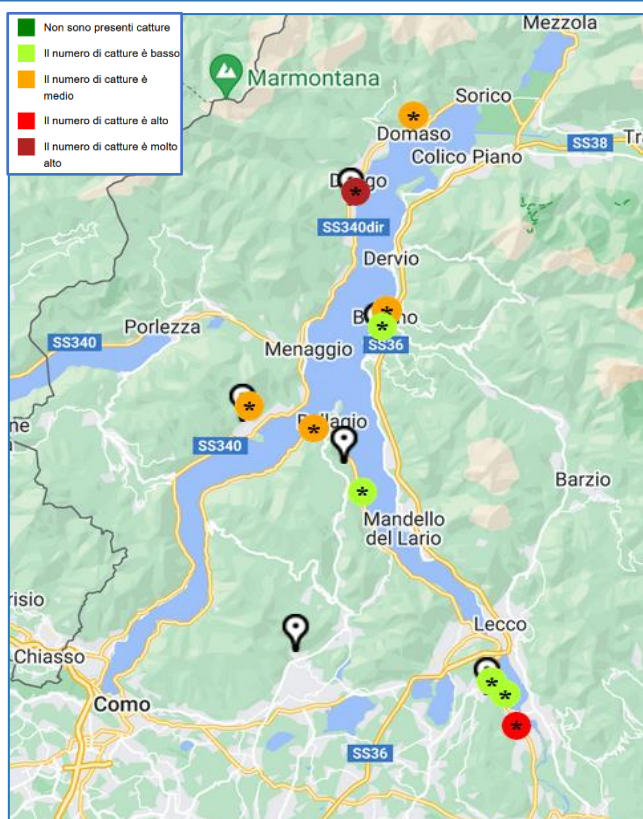 Non sono presenti catture
Il numero di catture è basso
Il numero di catture è
medio
Il numero di catture è alto
Il numero di catture è molto
alto
Mezzola
Marmontana
Sorico
Domaso
SS38
Colico Piano
SS340dir
Dervio
Porlezza
SS340
Menaggio
SS36
SS340
Barzio
Mandello
del Lario
Lecco
Chiasso
Como
SS36